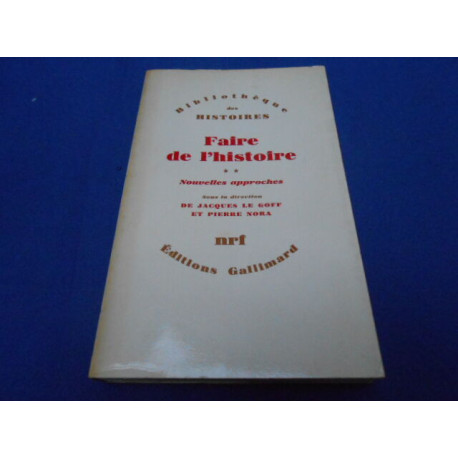 Bibliothèque
des
HISTOIRES
Faire
de l'histoire
**
Nouvelles approches
Sous la direction
DE JACQUES LE GOFF
ET PIERRE NORA
nrf
Éditions Gallimard